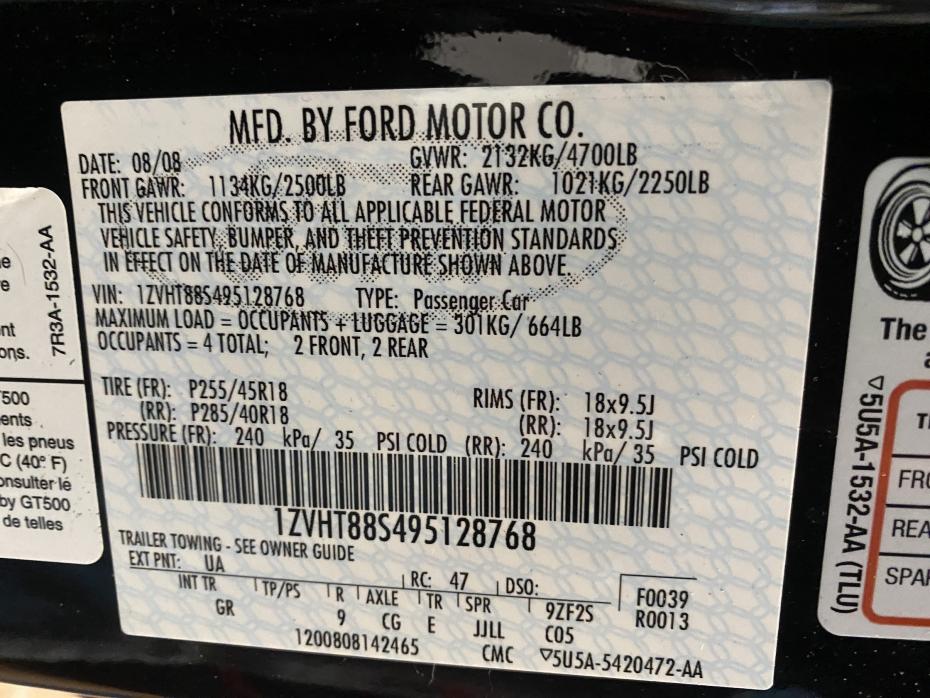 MFD. BY FORD MOTOR CO.
DATE: 08/08 GVWR: 2132KG/4700LB
FRONT GAWR: 1134KG/2500LB REAR GAWR: 1021KG/2250LB
THIS VEHICLE CONFORMS TO ALL APPLICABLE FEDERAL MOTOR
VEHICLE SAFETY, BUMPER, AND THEFT PREVENTION STANDARDS
IN EFFECT ON THE DATE OF MANUFACTURE SHOWN ABOVE.
VIN: 1ZVHT88S495128768 TYPE: Passenger Car
MAXIMUM LOAD = OCCUPANTS + LUGGAGE = 301KG/ 664LB
OCCUPANTS = 4 TOTAL; 2 FRONT, 2 REAR
TIRE (FR): P255/45R18 RIMS (FR): 18x9.5J
(RR): P285/40R18 (RR): 18x9.5J
PRESSURE (FR): 240 kPa/ 35 PSI COLD (RR): 240 kPa/ 35 PSI COLD
1ZVHT88S495128768
TRAILER TOWING - SEE OWNER GUIDE
EXT PNT: UA RC: 47 DSO: F0039
INT TR TP/PS R AXLE TR SPR 9ZF2S R0013
GR 9 CG E JJLL C05
1200808142465 CMC ▽5U5A-5420472-AA
7R3A-1532-AA
nt
ons.
500
ents
les pneus
C (40° F)
onsulter le
by GT500
de telles
The
a
▽5U5A-1532-AA (TLU)
FRO
REA
SPAR